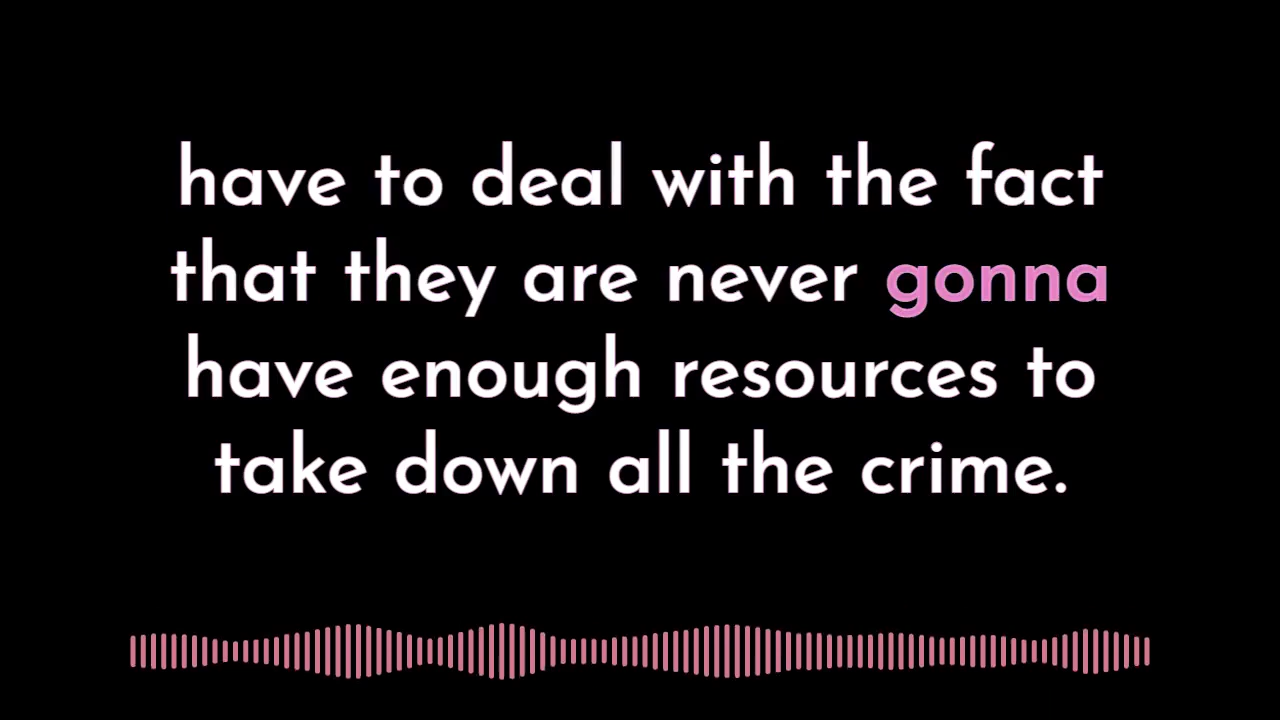 have to deal with the fact
that they are never gonna
have enough resources to
take down all the crime.